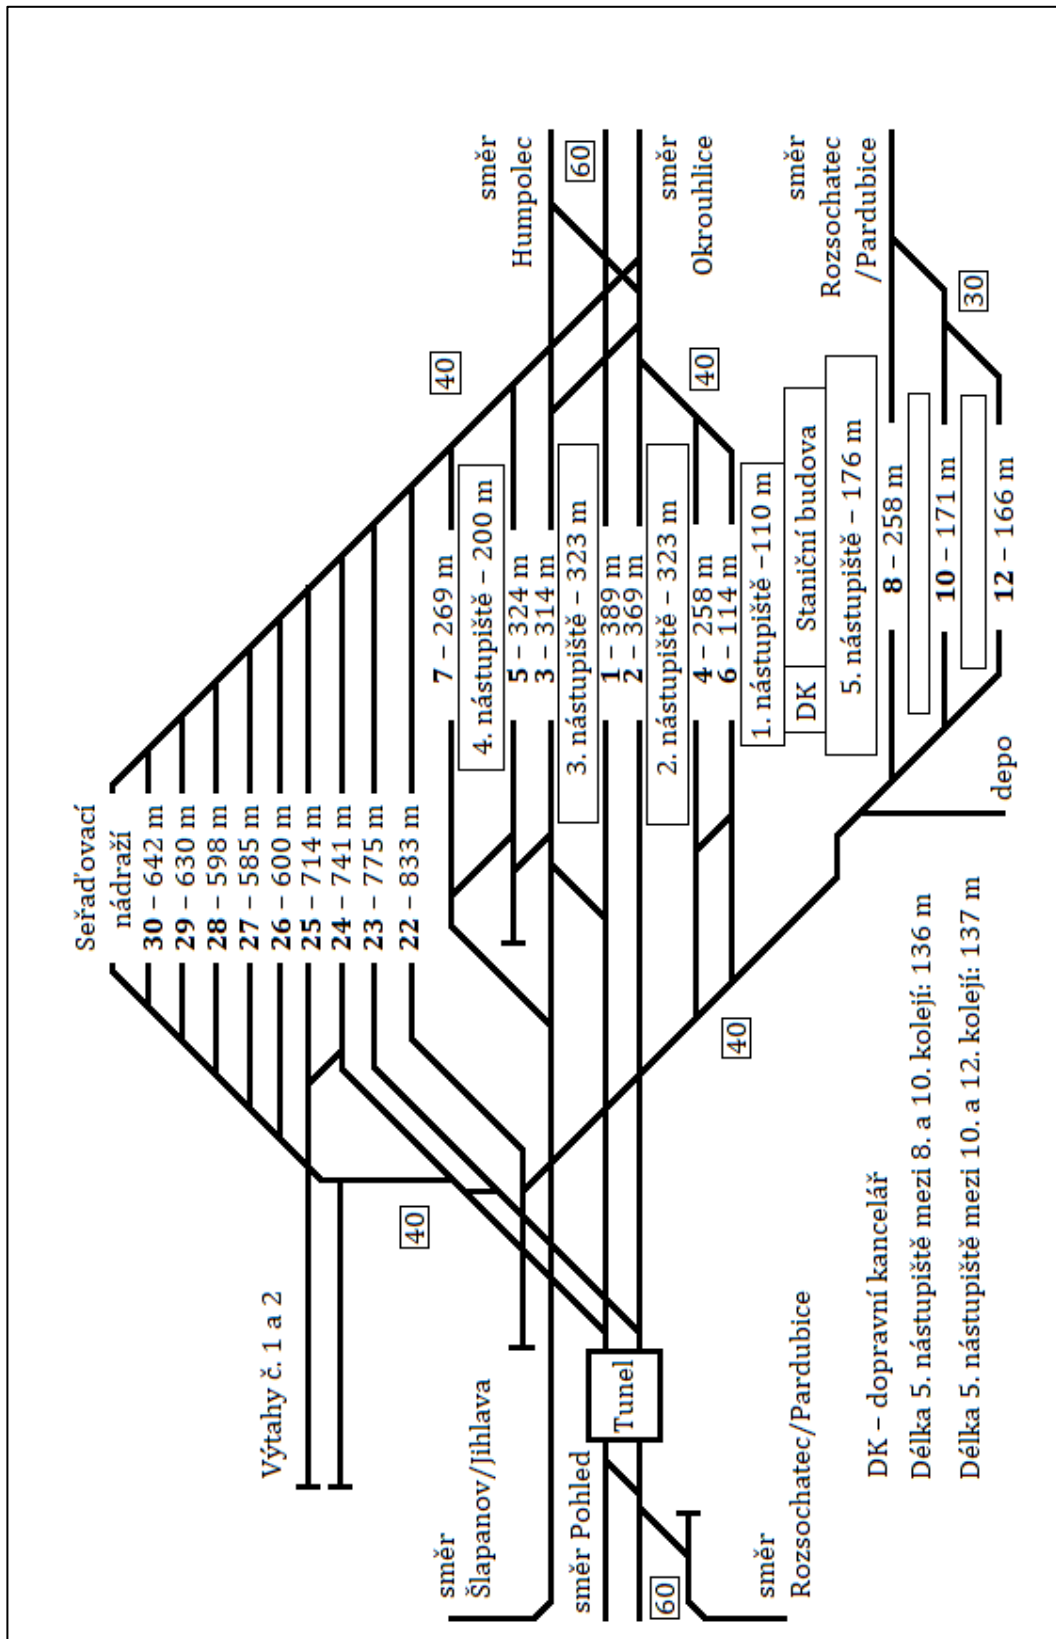 Seřaďovací
nádraží
30 – 642 m
29 – 630 m
28 – 598 m
27 – 585 m
26 – 600 m
25 – 714 m
24 – 741 m
23 – 775 m
22 – 833 m
Výtahy č. 1 a 2
40
40
7 – 269 m
4. nástupiště – 200 m
5 – 324 m
3 – 314 m
3. nástupiště – 323 m
1 – 389 m
2 – 369 m
2. nástupiště – 323 m
4 – 258 m
6 – 114 m
1. nástupiště –110 m
DK
Staniční budova
5. nástupiště – 176 m
8 – 258 m
10 – 171 m
12 – 166 m
směr
Humpolec
60
směr
Okrouhlice
40
směr
Rozsochatec
/Pardubice
30
směr
Šlapanov/Jihlava
směr Pohled
Tunel
60
směr
Rozsochatec/Pardubice
40
depo
DK – dopravní kancelář
Délka 5. nástupiště mezi 8. a 10. kolejí: 136 m
Délka 5. nástupiště mezi 10. a 12. kolejí: 137 m